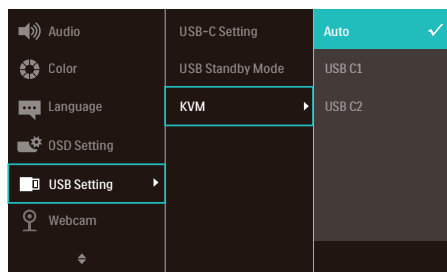 Audio
Color
Language
OSD Setting
USB Setting
Webcam
USB-C Setting
USB Standby Mode
KVM
Auto
USB C1
USB C2